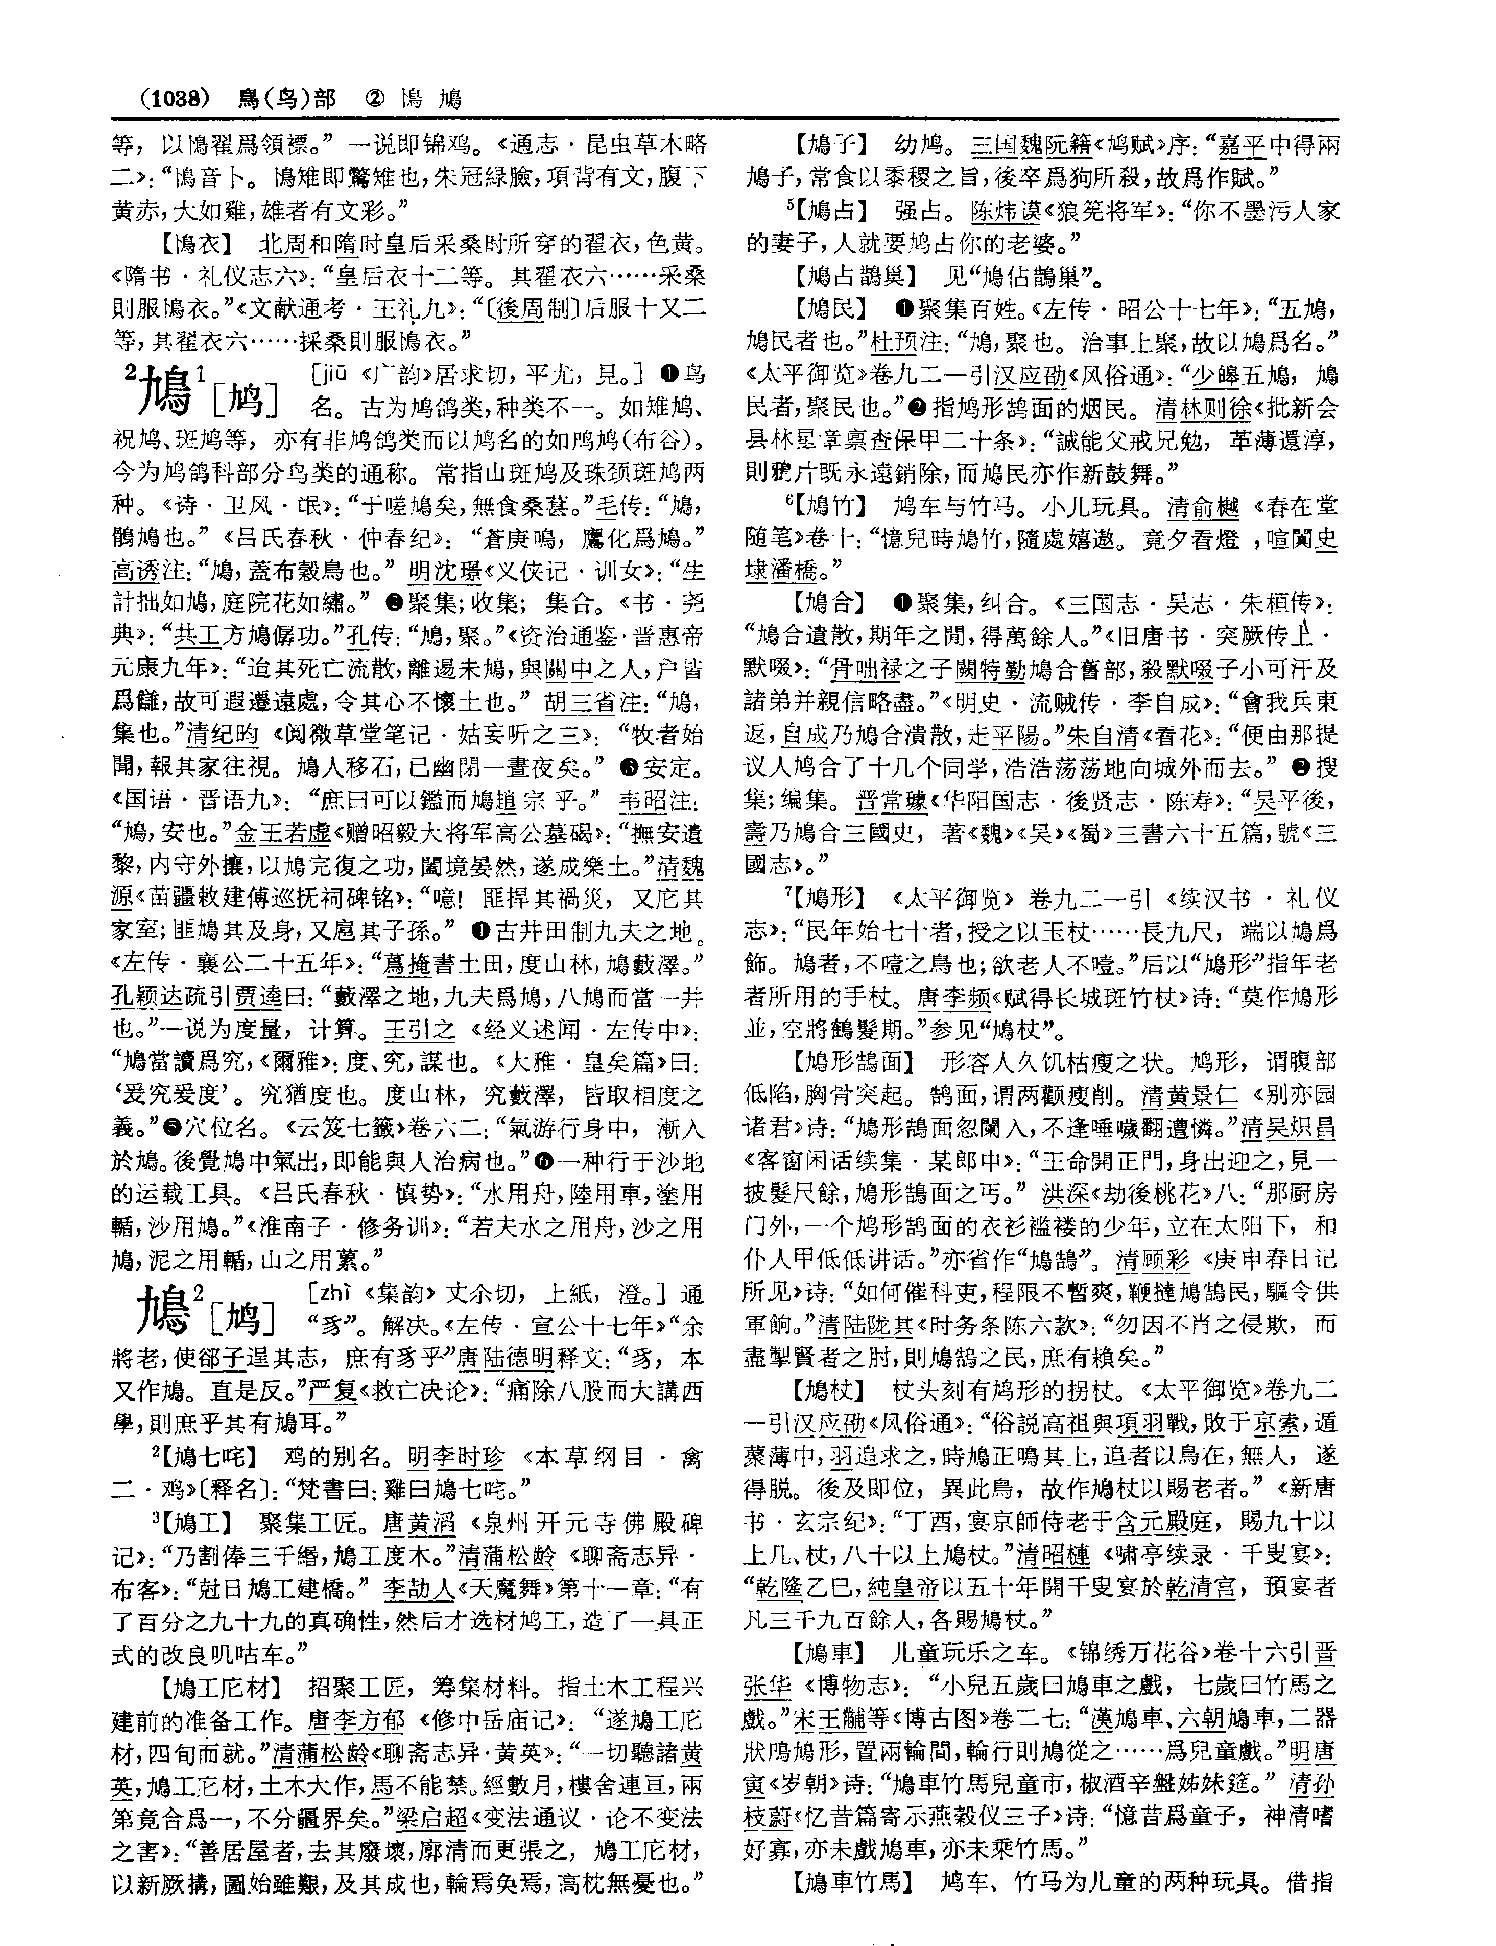 (1038) 鳥(鸟)部 ② 鳪 鳩
等，以鳪翟爲領褾。”一说即锦鸡。《通志·昆虫草木略
二》：“鳪音卜。鳪雉即鷩雉也，朱冠緑臉，項背有文，腹下
黄赤，大如雞，雄者有文彩。”
【鳪衣】 北周和隋时皇后采桑时所穿的翟衣，色黄。
《隋书·礼仪志六》：“皇后衣十二等。其翟衣六……采桑
則服鳪衣。”《文献通考·王礼九》：“〔後周制〕后服十又二
等，其翟衣六……採桑則服鳪衣。”
2鳩1［鸠］ ［jiū《广韵》居求切，平尤，見。］❶鸟
名。古为鸠鸽类，种类不一。如雉鸠、
祝鸠、斑鸠等，亦有非鸠鸽类而以鸠名的如鳲鸠(布谷)。
今为鸠鸽科部分鸟类的通称。常指山斑鸠及珠颈斑鸠两
种。《诗·卫风·氓》：“于嗟鳩矣，無食桑葚。”毛传：“鳩，
鶻鳩也。”《吕氏春秋·仲春纪》：“蒼庚鳴，鷹化爲鳩。”
高诱注：“鳩，蓋布穀鳥也。”明沈璟《义侠记·训女》：“生
計拙如鳩，庭院花如繡。”❷聚集；收集；集合。《书·尧
典》：“共工方鳩僝功。”孔传：“鳩，聚。”《资治通鉴·晋惠帝
元康九年》：“迨其死亡流散，離逷未鳩，與關中之人，户皆
爲讎，故可遐遷遠處，令其心不懷土也。”胡三省注：“鳩，
集也。”清纪昀《阅微草堂笔记·姑妄听之三》：“牧者始
聞，報其家往視。鳩人移石，已幽閉一晝夜矣。”❸安定。
《国语·晋语九》：“庶曰可以鑑而鳩趙宗乎。”韦昭注：
“鳩，安也。”金王若虚《赠昭毅大将军高公墓碣》：“撫安遺
黎，内守外攘，以鳩完復之功，闔境晏然，遂成樂土。”清魏
源《苗疆敕建傅巡抚祠碑铭》：“噫！匪捍其禍災，又庀其
家室；匪鳩其及身，又扈其子孫。”❹古井田制九夫之地。
《左传·襄公二十五年》：“蔿掩書土田，度山林，鳩藪澤。”
孔颖达疏引贾逵曰：“藪澤之地，九夫爲鳩，八鳩而當一井
也。”一说为度量，计算。王引之《经义述闻·左传中》：
“鳩當讀爲究，《爾雅》：度、究，謀也。《大雅·皇矣篇》曰：
‘爰究爰度’。究猶度也。度山林，究藪澤，皆取相度之
義。”❺穴位名。《云笈七籤》卷六二：“氣游行身中，漸入
於鳩。後覺鳩中氣出，即能與人治病也。”❻一种行于沙地
的运载工具。《吕氏春秋·慎势》：“水用舟，陸用車，塗用
輴，沙用鳩。”《淮南子·修务训》：“若夫水之用舟，沙之用
鳩，泥之用輴，山之用蔂。”
鳩2［鸠］ ［zhì《集韵》丈尒切，上紙，澄。］通
“豸”。解决。《左传·宣公十七年》“余
將老，使郤子逞其志，庶有豸乎”唐陆德明释文：“豸，本
又作鳩。直是反。”严复《救亡决论》：“痛除八股而大講西
學，則庶乎其有鳩耳。”
2【鳩七咤】 鸡的别名。明李时珍《本草纲目·禽
二·鸡》〔释名〕：“梵書曰：雞曰鳩七咤。”
3【鳩工】 聚集工匠。唐黄滔《泉州开元寺佛殿碑
记》：“乃割俸三千緡，鳩工度木。”清蒲松龄《聊斋志异·
布客》：“尅日鳩工建橋。”李劼人《天魔舞》第十一章：“有
了百分之九十九的真确性，然后才选材鸠工，造了一具正
式的改良叽咕车。”
【鳩工庀材】 招聚工匠，筹集材料。指土木工程兴
建前的准备工作。唐李方郁《修中岳庙记》：“遂鳩工庀
材，四旬而就。”清蒲松龄《聊斋志异·黄英》：“一切聽諸黄
英，鳩工庀材，土木大作，馬不能禁。經數月，樓舍連亘，兩
第竟合爲一，不分疆界矣。”梁启超《变法通议·论不变法
之害》：“善居屋者，去其廢壞，廓清而更張之，鳩工庀材，
以新厥構，圖始雖艱，及其成也，輪焉奂焉，高枕無憂也。”
【鳩子】 幼鸠。三国魏阮籍《鸠赋》序：“嘉平中得兩
鳩子，常食以黍稷之旨，後卒爲狗所殺，故爲作賦。”
5【鳩占】 强占。陈炜谟《狼筅将军》：“你不墨污人家
的妻子，人就要鸠占你的老婆。”
【鳩占鵲巢】 见“鳩佔鵲巢”。
【鳩民】 ❶聚集百姓。《左传·昭公十七年》：“五鳩，
鳩民者也。”杜预注：“鳩，聚也。治事上聚，故以鳩爲名。”
《太平御览》卷九二一引汉应劭《风俗通》：“少皞五鳩，鳩
民者，聚民也。”❷指鸠形鹄面的烟民。清林则徐《批新会
县林星章禀查保甲二十条》：“誠能父戒兄勉，革薄還淳，
則鴉片既永遠銷除，而鳩民亦作新鼓舞。”
6【鳩竹】 鸠车与竹马。小儿玩具。清俞樾《春在堂
随笔》卷十：“憶兒時鳩竹，隨處嬉遨。竟夕看燈，喧闐史
埭潘橋。”
【鳩合】 ❶聚集，纠合。《三国志·吴志·朱桓传》：
“鳩合遺散，期年之間，得萬餘人。”《旧唐书·突厥传上·
默啜》：“骨咄禄之子闕特勤鳩合舊部，殺默啜子小可汗及
諸弟并親信略盡。”《明史·流贼传·李自成》：“會我兵東
返，自成乃鳩合潰散，走平陽。”朱自清《看花》：“便由那提
议人鸠合了十几个同学，浩浩荡荡地向城外而去。”❷搜
集；编集。晋常璩《华阳国志·後贤志·陈寿》：“吴平後，
壽乃鳩合三國史，著《魏》《吴》《蜀》三書六十五篇，號《三
國志》。”
7【鳩形】 《太平御览》卷九二一引《续汉书·礼仪
志》：“民年始七十者，授之以玉杖……長九尺，端以鳩爲
飾。鳩者，不噎之鳥也；欲老人不噎。”后以“鳩形”指年老
者所用的手杖。唐李频《赋得长城斑竹杖》诗：“莫作鳩形
並，空將鶴髮期。”参见“鳩杖”。
【鳩形鵠面】 形容人久饥枯瘦之状。鸠形，谓腹部
低陷，胸骨突起。鹄面，谓两颧瘦削。清黄景仁《别亦园
诸君》诗：“鳩形鵠面忽闌入，不逢唾嘰翻遭憐。”清吴炽昌
《客窗闲话续集·某郎中》：“王命開正門，身出迎之，見一
披髮尺餘，鳩形鵠面之丐。”洪深《劫後桃花》八：“那厨房
门外，一个鸠形鹄面的衣衫褴褛的少年，立在太阳下，和
仆人甲低低讲话。”亦省作“鳩鵠”。清顾彩《庚申春日记
所见》诗：“如何催科吏，程限不暫爽，鞭撻鳩鵠民，驅令供
軍餉。”清陆陇其《时务条陈六款》：“勿因不肖之侵欺，而
盡掣賢者之肘，則鳩鵠之民，庶有賴矣。”
【鳩杖】 杖头刻有鸠形的拐杖。《太平御览》卷九二
一引汉应劭《风俗通》：“俗説高祖與項羽戰，敗于京索，遁
藂薄中，羽追求之，時鳩正鳴其上，追者以鳥在，無人，遂
得脱。後及即位，異此鳥，故作鳩杖以賜老者。”《新唐
书·玄宗纪》：“丁酉，宴京師侍老于含元殿庭，賜九十以
上几、杖，八十以上鳩杖。”清昭槤《啸亭续录·千叟宴》：
“乾隆乙巳，純皇帝以五十年開千叟宴於乾清宫，預宴者
凡三千九百餘人，各賜鳩杖。”
【鳩車】 儿童玩乐之车。《锦绣万花谷》卷十六引晋
张华《博物志》：“小兒五歲曰鳩車之戲，七歲曰竹馬之
戲。”宋王黼等《博古图》卷二七：“漢鳩車、六朝鳩車，二器
狀鳲鳩形，置兩輪間，輪行則鳩從之……爲兒童戲。”明唐
寅《岁朝》诗：“鳩車竹馬兒童市，椒酒辛盤姊妹筵。”清孙
枝蔚《忆昔篇寄示燕穀仪三子》诗：“憶昔爲童子，神清嗜
好寡，亦未戲鳩車，亦未乘竹馬。”
【鳩車竹馬】 鸠车、竹马为儿童的两种玩具。借指